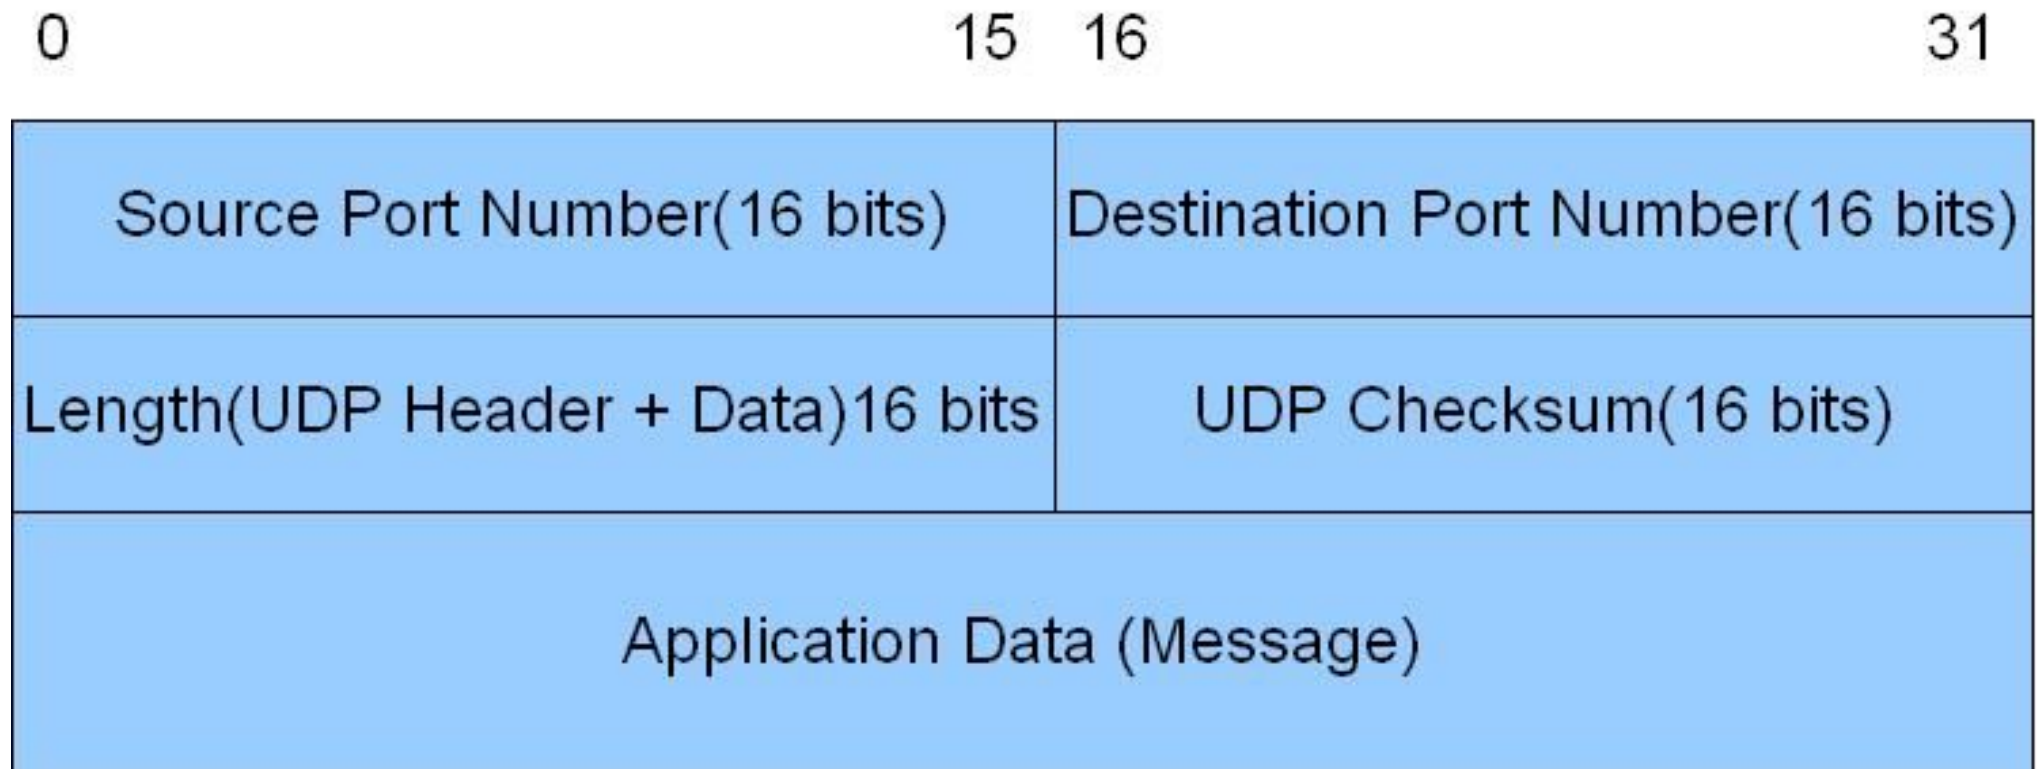 0 15 16 31
Source Port Number(16 bits) Destination Port Number(16 bits)
Length(UDP Header + Data)16 bits UDP Checksum(16 bits)
Application Data (Message)